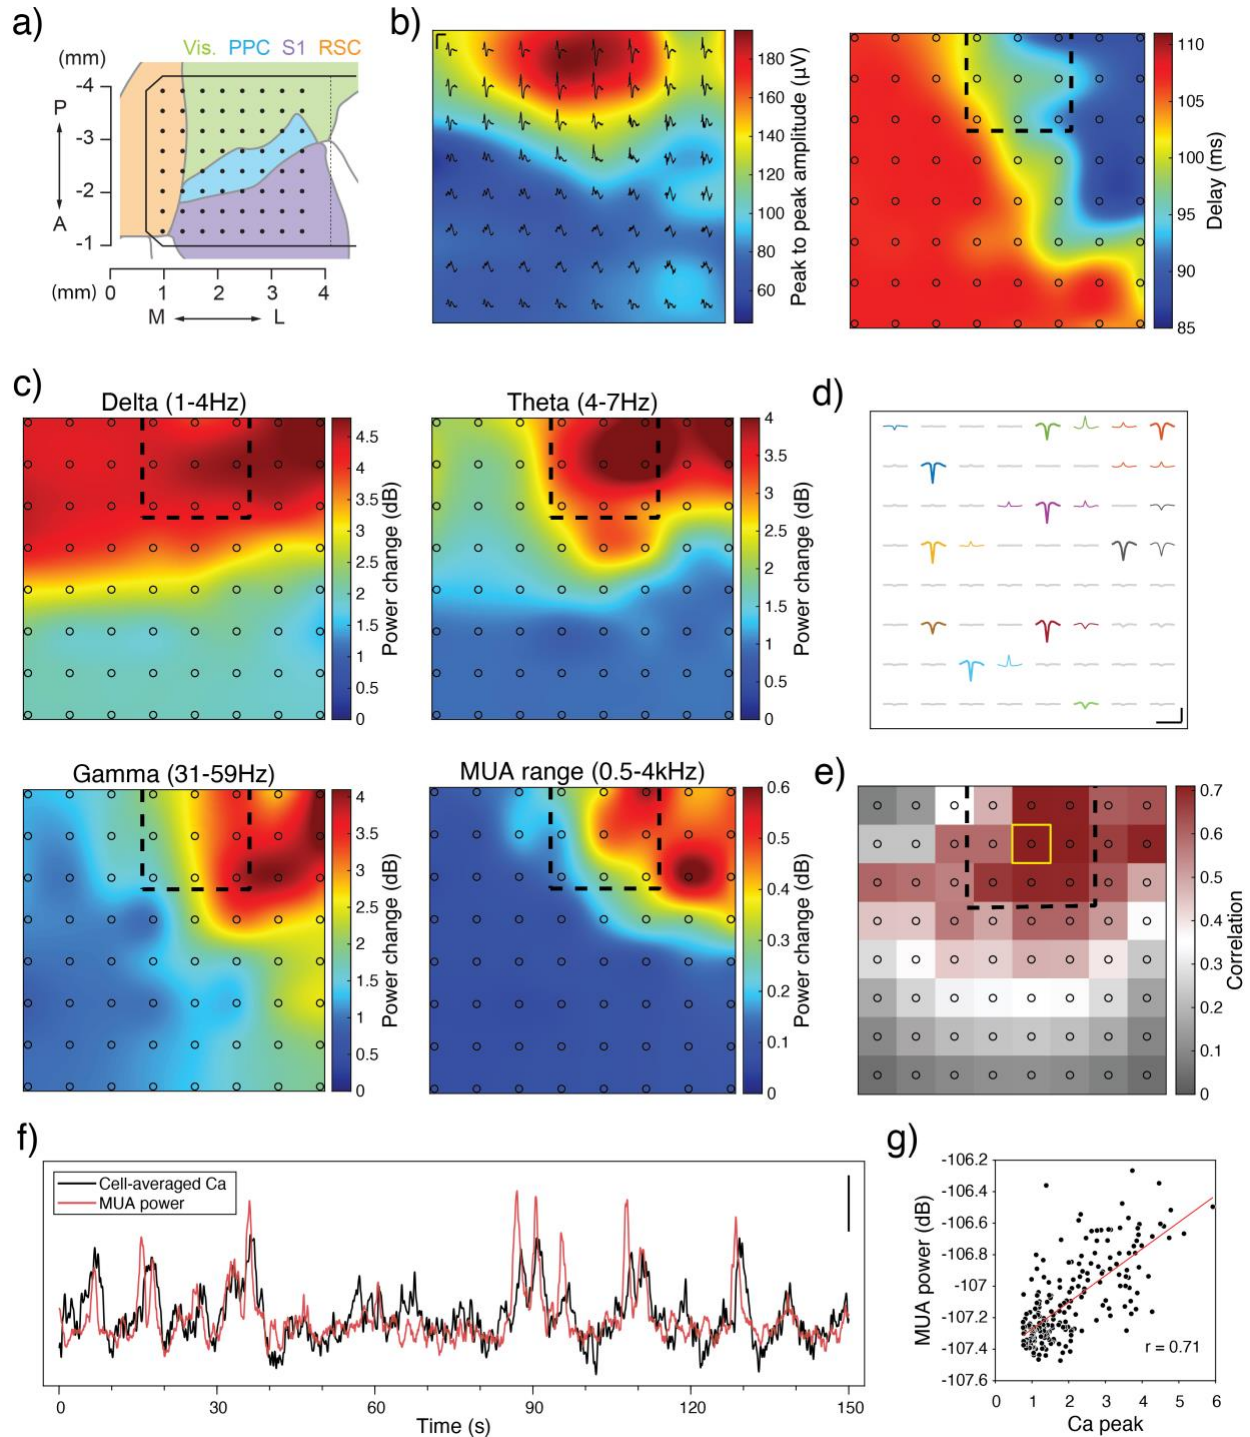 a)
Vis. PPC S1 RSC
(mm)
-4
P
-3
-2
A
-1
(mm) 0 1 2 3 4
M L
b)
180
160
140
120
100
80
60
Peak to peak amplitude (µV)
110
105
100
95
90
85
Delay (ms)
c)
Delta (1-4Hz)
4.5
4
3.5
3
2.5
2
1.5
1
0.5
0
Power change (dB)
Theta (4-7Hz)
4
3.5
3
2.5
2
1.5
1
0.5
0
Power change (dB)
d)
Gamma (31-59Hz)
4
3.5
3
2.5
2
1.5
1
0.5
0
Power change (dB)
MUA range (0.5-4kHz)
0.6
0.5
0.4
0.3
0.2
0.1
0
Power change (dB)
e)
0.7
0.6
0.5
0.4
0.3
0.2
0.1
0
Correlation
f)
Cell-averaged Ca
MUA power
0 30 60 90 120 150
Time (s)
g)
-106.2
-106.4
-106.6
-106.8
-107
-107.2
-107.4
-107.6
MUA power (dB)
r = 0.71
0 1 2 3 4 5 6
Ca peak